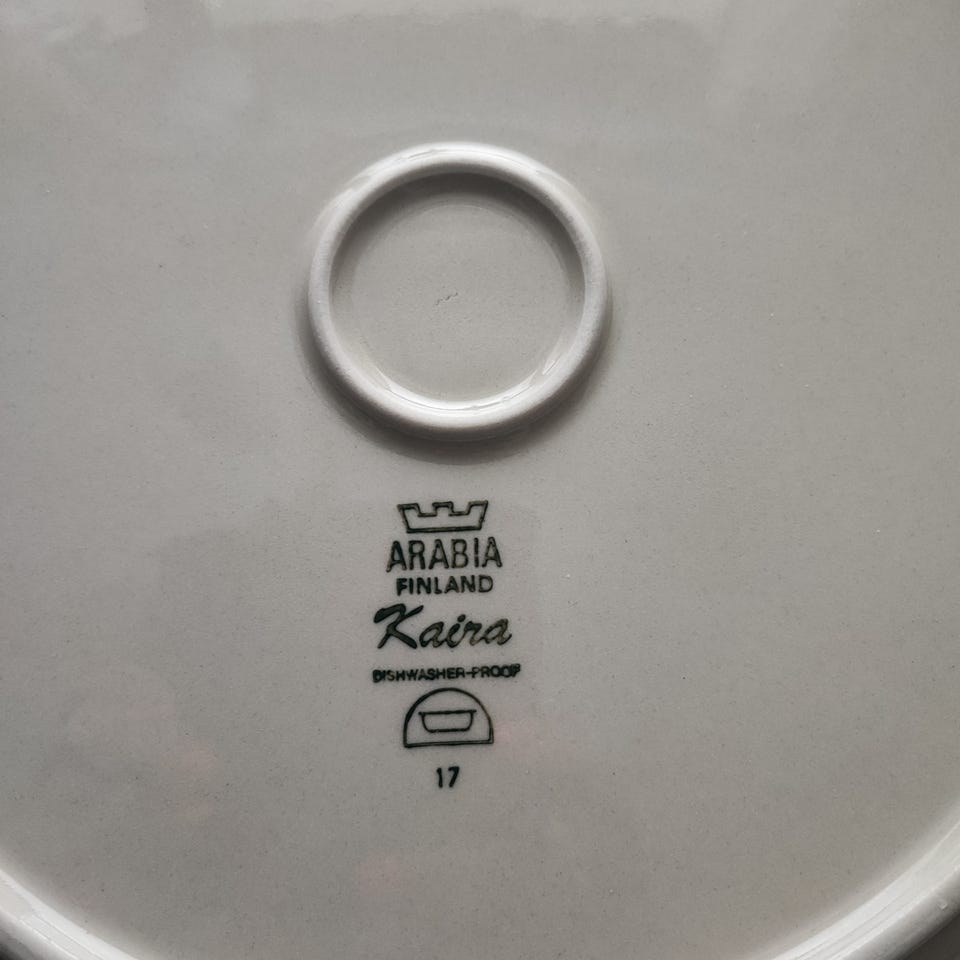 ARABIA
FINLAND
Kaira
DISHWASHER-PROOF
17